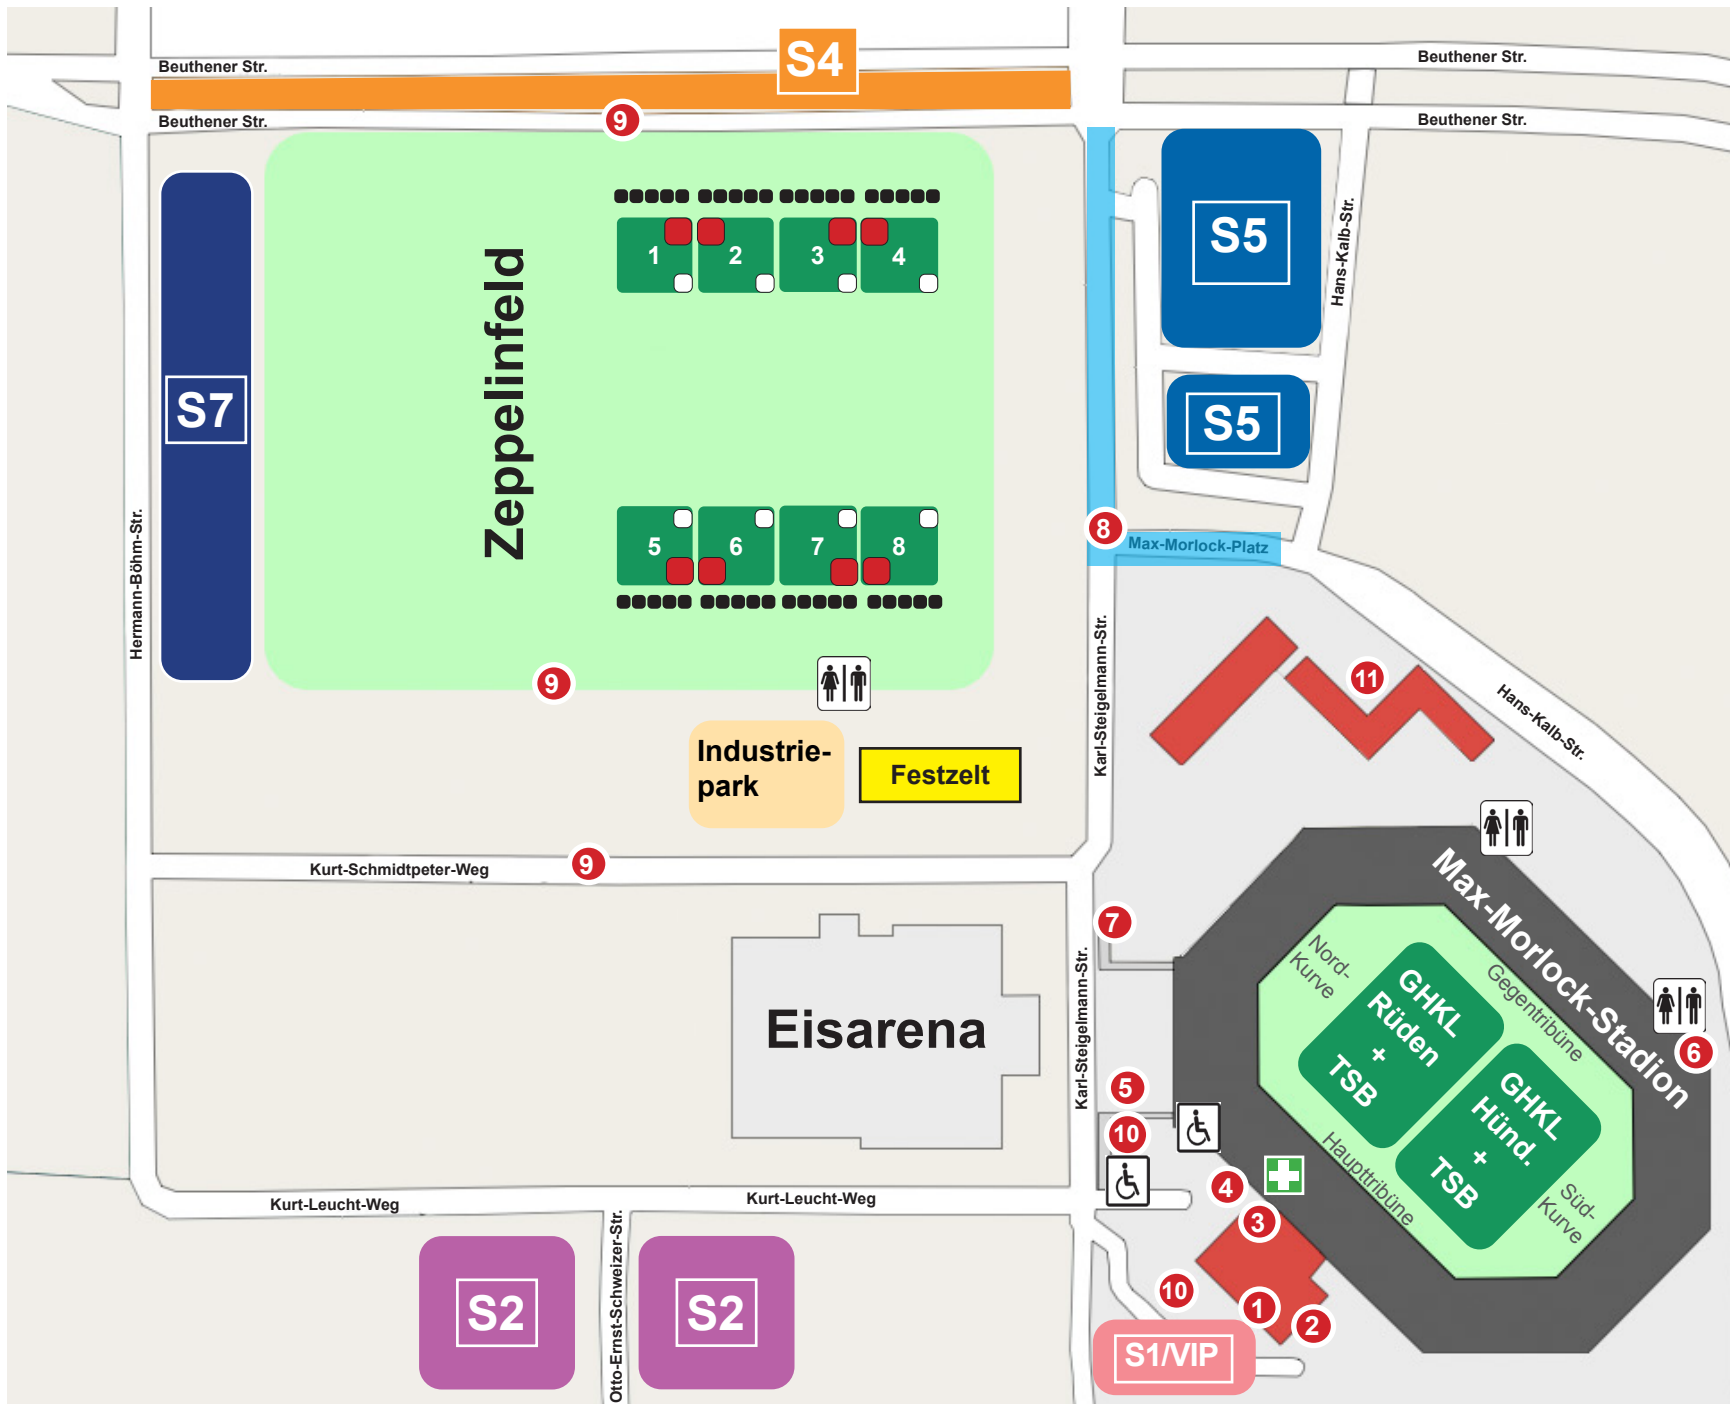 S4
Beuthener Str.
Beuthener Str.
Beuthener Str.
9
Beuthener Str.
S7
Zeppelinfeld
1
2
3
4
S5
Hans-Kalb-Str.
S5
Hermann-Böhm-Str.
5
6
7
8
8
Max-Morlock-Platz
9
Karl-Steigelmann-Str.
11
Hans-Kalb-Str.
Industrie-
park
Festzelt
Kurt-Schmidtpeter-Weg
9
7
Max-Morlock-Stadion
Nord-
Kurve
Gegentribüne
GHKL
Rüden
+
TSB
GHKL
Hünd.
+
TSB
Haupttribüne
Süd-
Kurve
6
Eisarena
Karl-Steigelmann-Str.
5
10
4
3
Kurt-Leucht-Weg
Kurt-Leucht-Weg
Otto-Ernst-Schweizer-Str.
S2
S2
10
1
2
S1/VIP